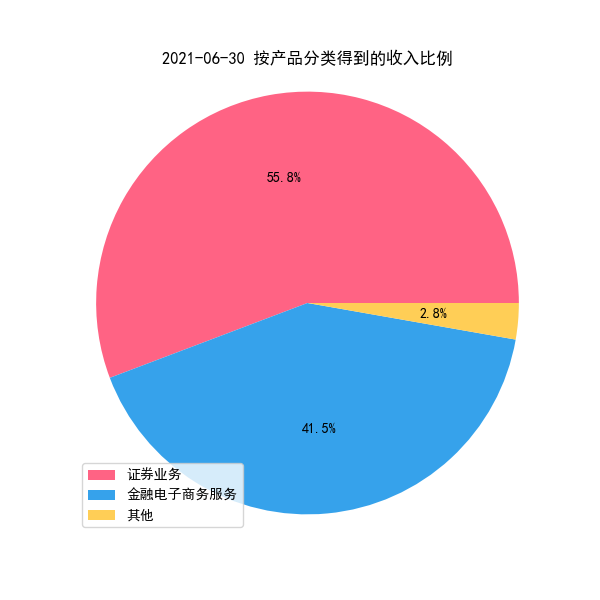 2021-06-30 按产品分类得到的收入比例
55.8%
2.8%
41.5%
证券业务
金融电子商务服务
其他